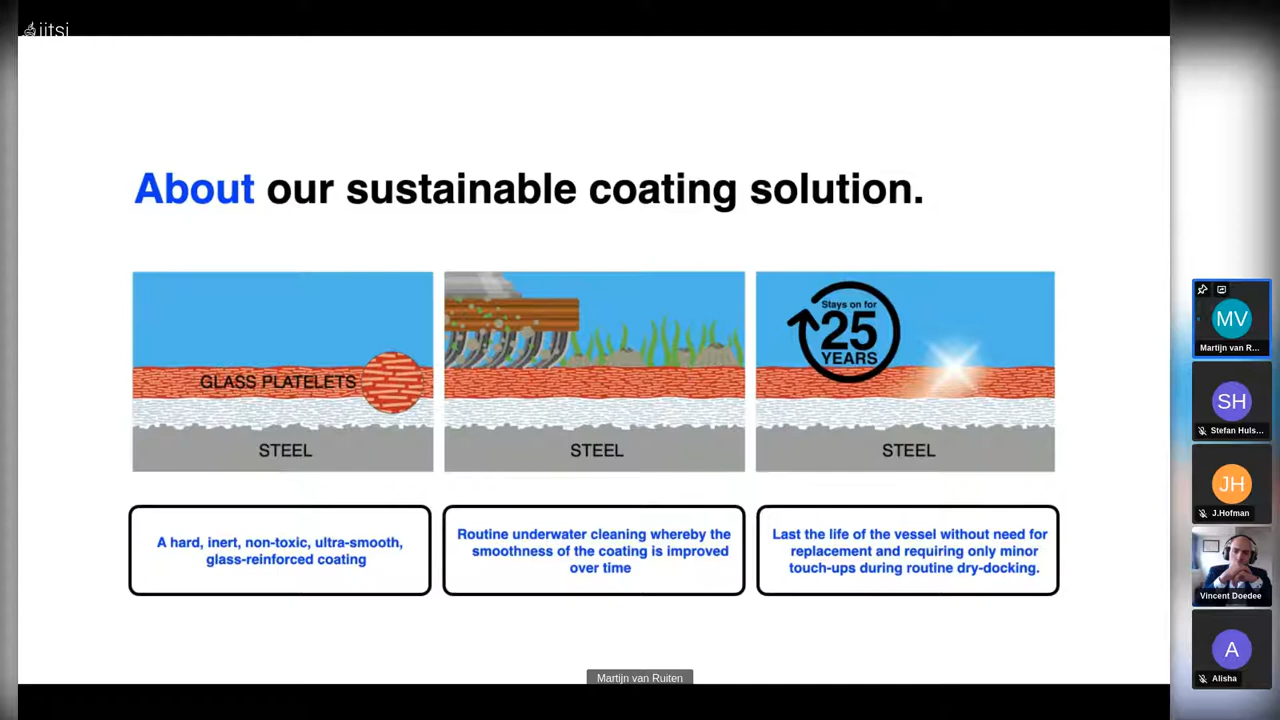 jitsi
About our sustainable coating solution.
GLASS PLATELETS
STEEL
STEEL
Stays on for
25
YEARS
STEEL
A hard, inert, non-toxic, ultra-smooth,
glass-reinforced coating
Routine underwater cleaning whereby the
smoothness of the coating is improved
over time
Last the life of the vessel without need for
replacement and requiring only minor
touch-ups during routine dry-docking.
Martijn van Ruiten
MV
Martijn van R...
SH
Stefan Huls...
JH
J.Hofman
Vincent Doedee
A
Alisha